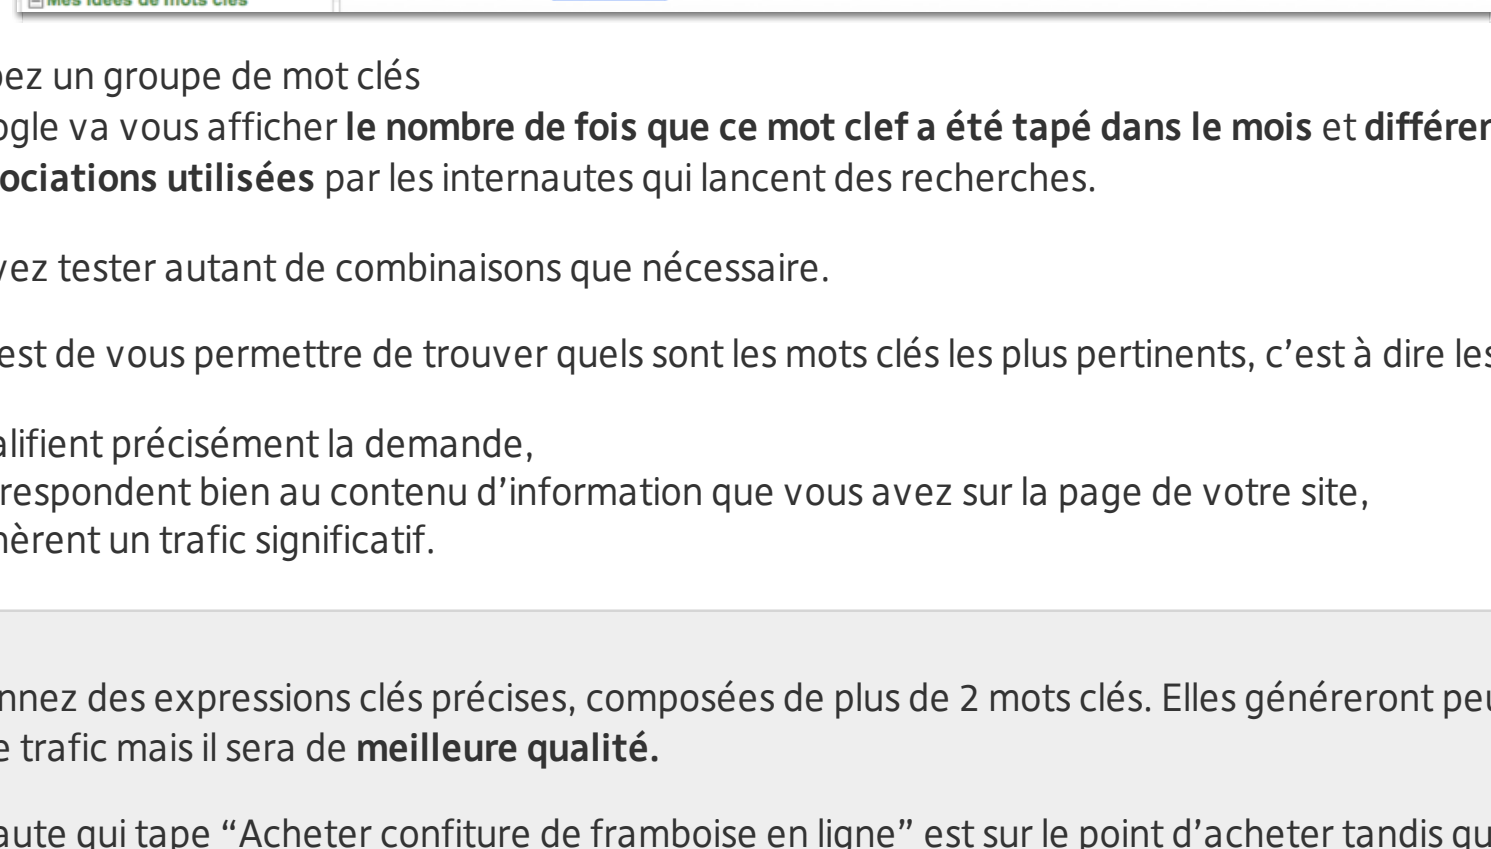 Mes idées de mots clés
pez un groupe de mot clés
ogle va vous afficher le nombre de fois que ce mot clef a été tapé dans le mois et différen
ociations utilisées par les internautes qui lancent des recherches.
vez tester autant de combinaisons que nécessaire.
est de vous permettre de trouver quels sont les mots clés les plus pertinents, c’est à dire les
alifient précisément la demande,
respondent bien au contenu d’information que vous avez sur la page de votre site,
nèrent un trafic significatif.
nnez des expressions clés précises, composées de plus de 2 mots clés. Elles généreront peu
e trafic mais il sera de meilleure qualité.
aute qui tape “Acheter confiture de framboise en ligne” est sur le point d’acheter tandis qu